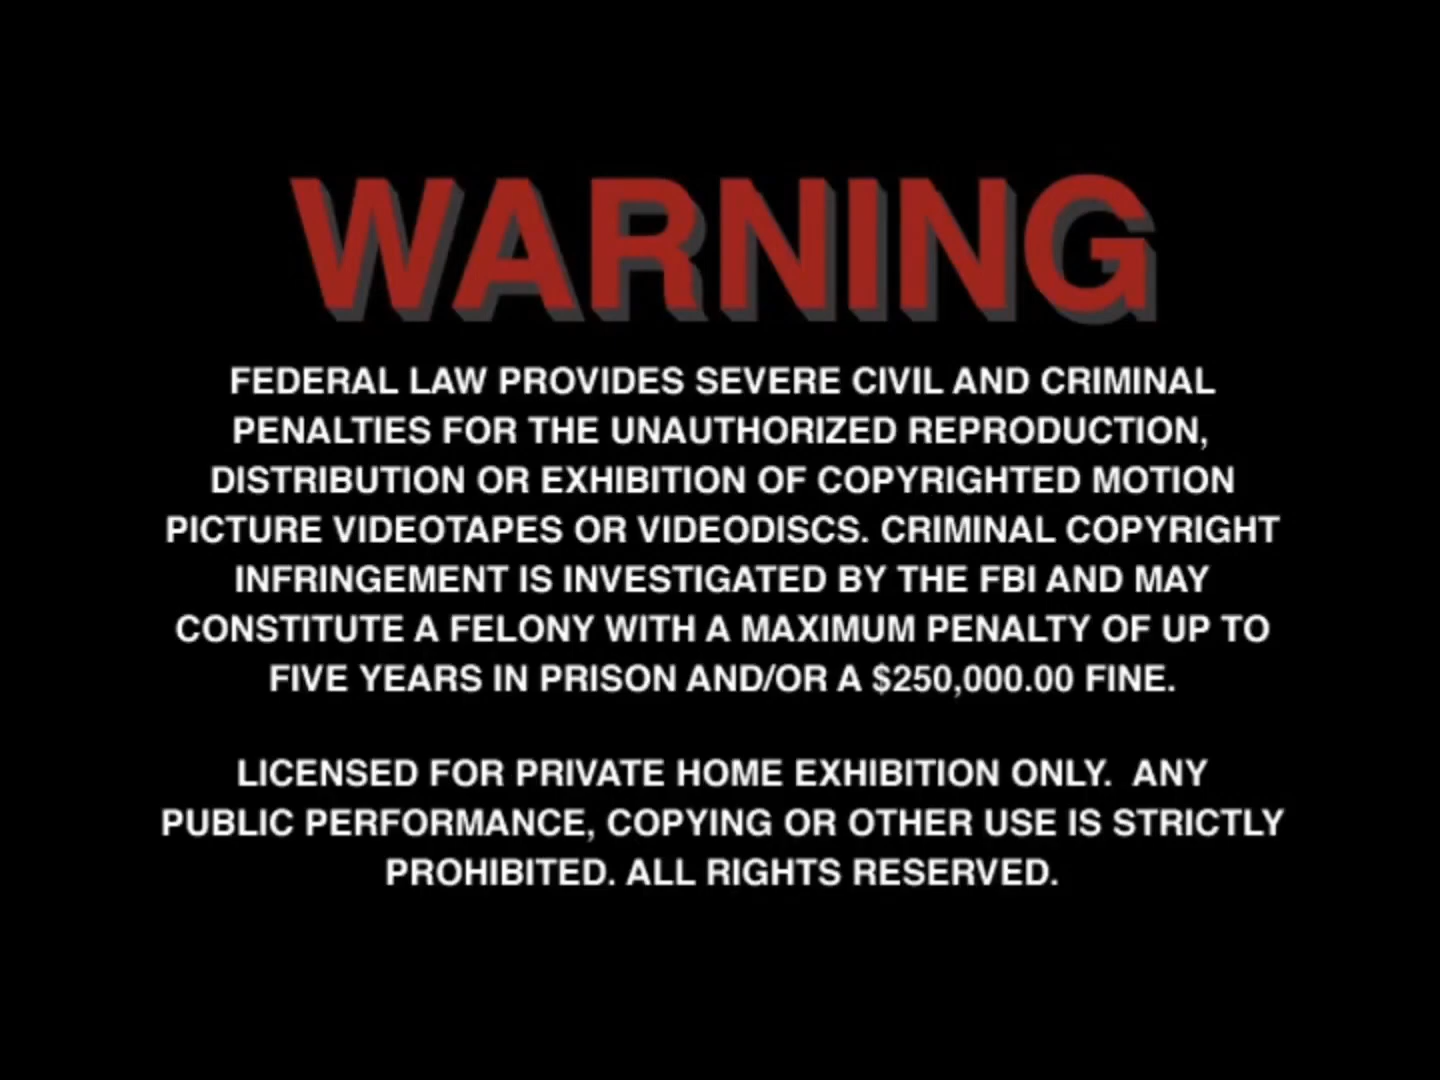 WARNING
FEDERAL LAW PROVIDES SEVERE CIVIL AND CRIMINAL
PENALTIES FOR THE UNAUTHORIZED REPRODUCTION,
DISTRIBUTION OR EXHIBITION OF COPYRIGHTED MOTION
PICTURE VIDEOTAPES OR VIDEODISCS. CRIMINAL COPYRIGHT
INFRINGEMENT IS INVESTIGATED BY THE FBI AND MAY
CONSTITUTE A FELONY WITH A MAXIMUM PENALTY OF UP TO
FIVE YEARS IN PRISON AND/OR A $250,000.00 FINE.
LICENSED FOR PRIVATE HOME EXHIBITION ONLY.  ANY
PUBLIC PERFORMANCE, COPYING OR OTHER USE IS STRICTLY
PROHIBITED. ALL RIGHTS RESERVED.